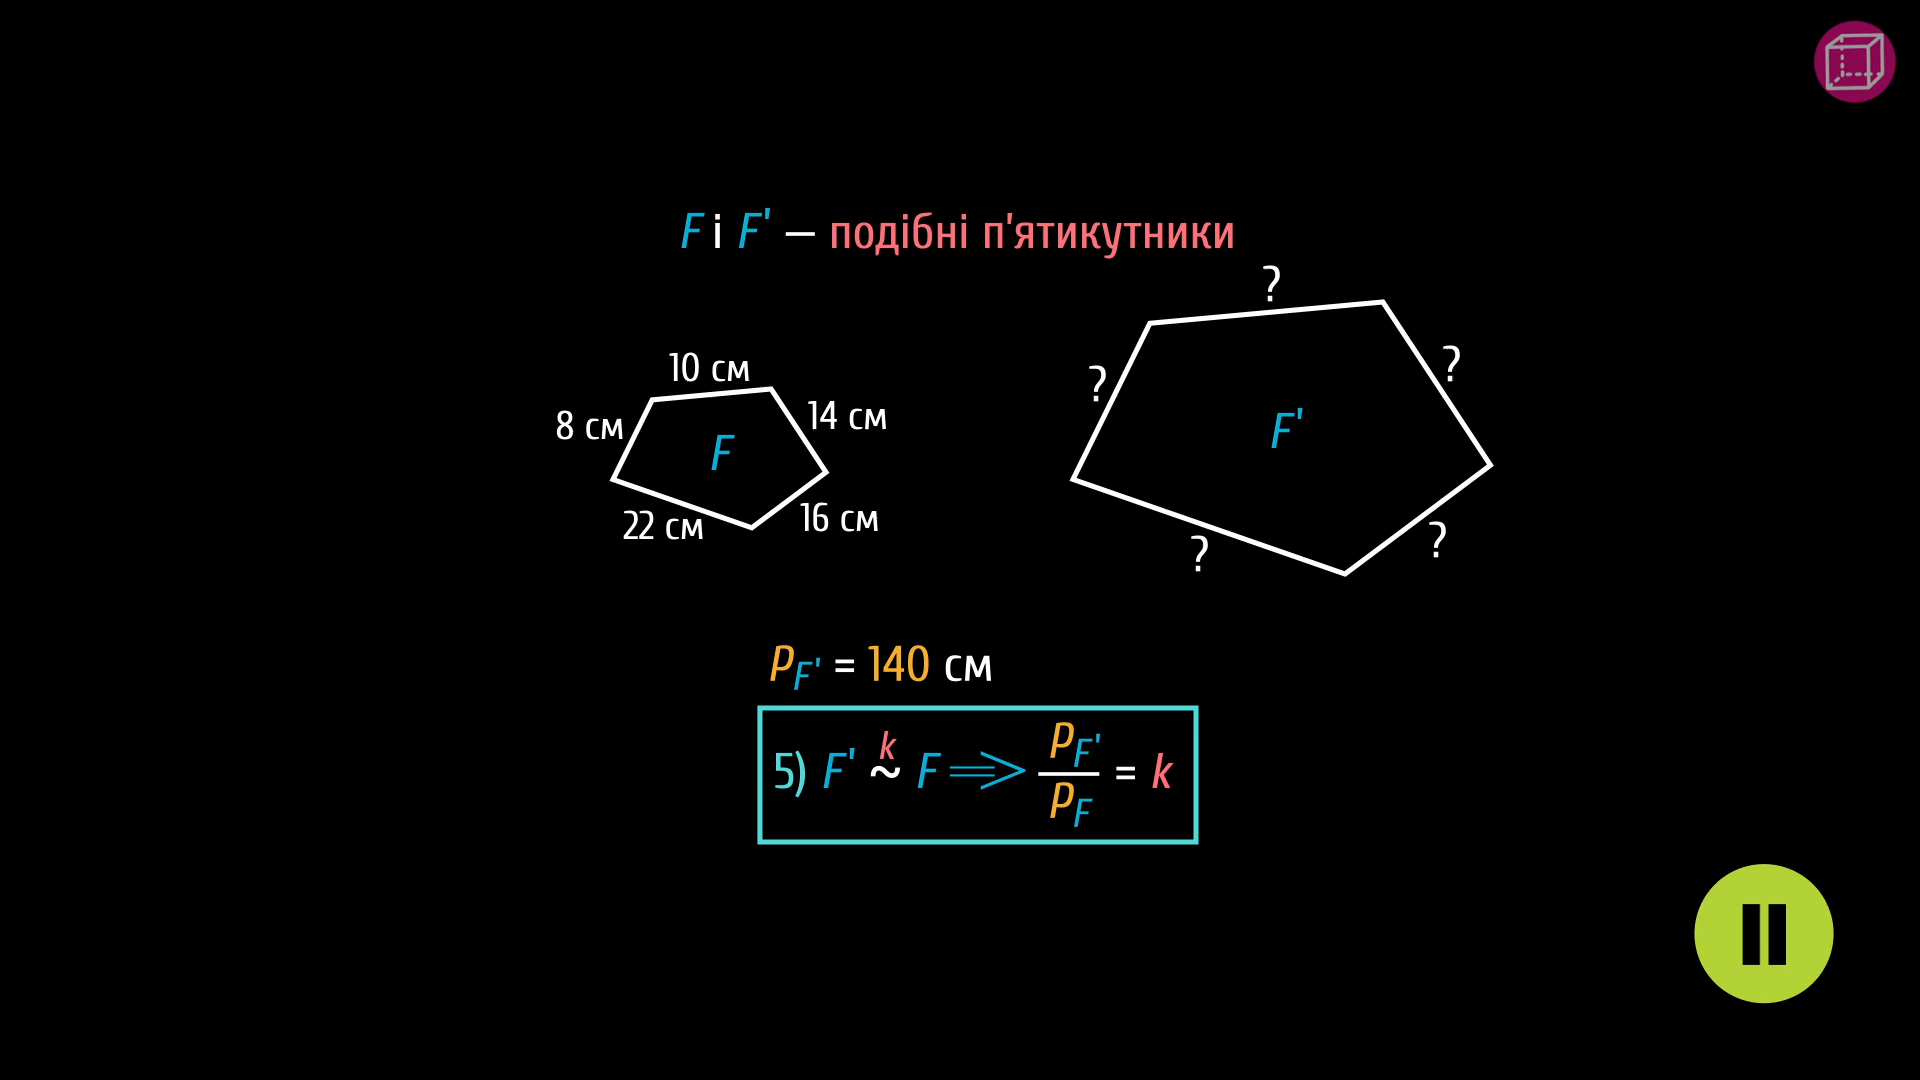 F і F' – подібні п'ятикутники
?
10 см
8 см
14 см
F
22 см
16 см
?
?
F'
?
?
P_F' = 140 см
5) F' ~^k F ⟹ P_F' / P_F = k